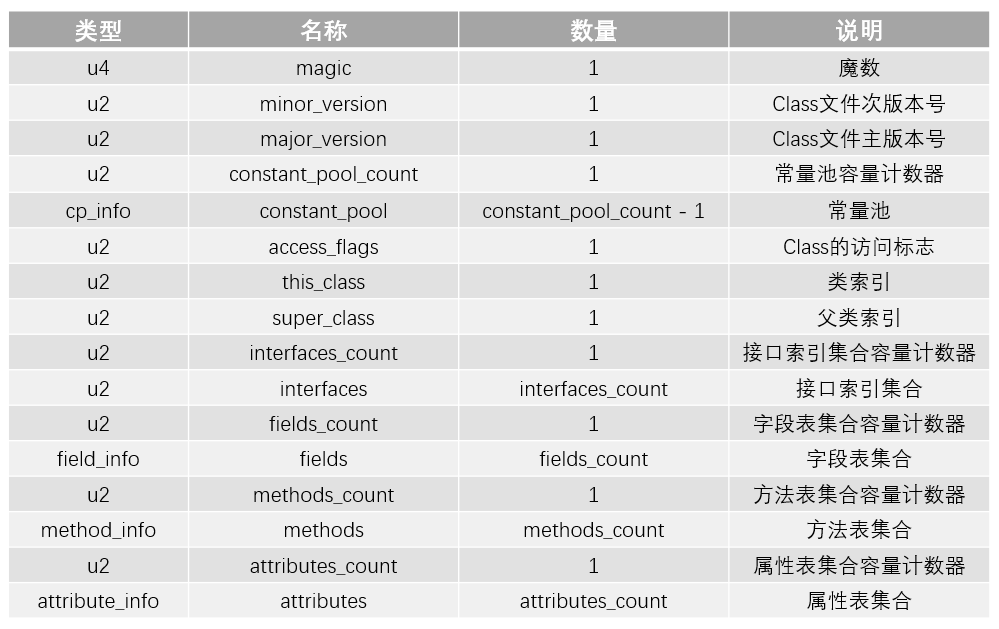 类型 名称 数量 说明
u4 magic 1 魔数
u2 minor_version 1 Class文件次版本号
u2 major_version 1 Class文件主版本号
u2 constant_pool_count 1 常量池容量计数器
cp_info constant_pool constant_pool_count - 1 常量池
u2 access_flags 1 Class的访问标志
u2 this_class 1 类索引
u2 super_class 1 父类索引
u2 interfaces_count 1 接口索引集合容量计数器
u2 interfaces interfaces_count 接口索引集合
u2 fields_count 1 字段表集合容量计数器
field_info fields fields_count 字段表集合
u2 methods_count 1 方法表集合容量计数器
method_info methods methods_count 方法表集合
u2 attributes_count 1 属性表集合容量计数器
attribute_info attributes attributes_count 属性表集合